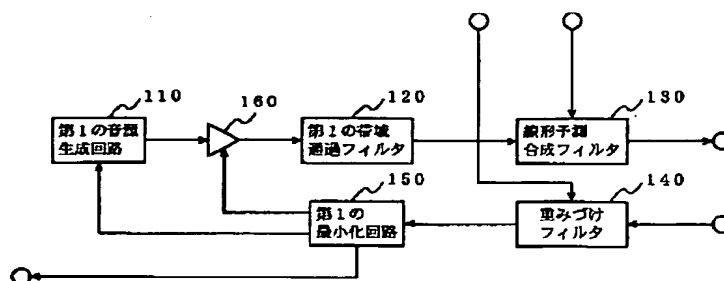 110
160
120
130
第1の音源
生成回路
第1の帯域
通過フィルタ
線形予測
合成フィルタ
150
140
第1の
最小化回路
重みづけ
フィルタ